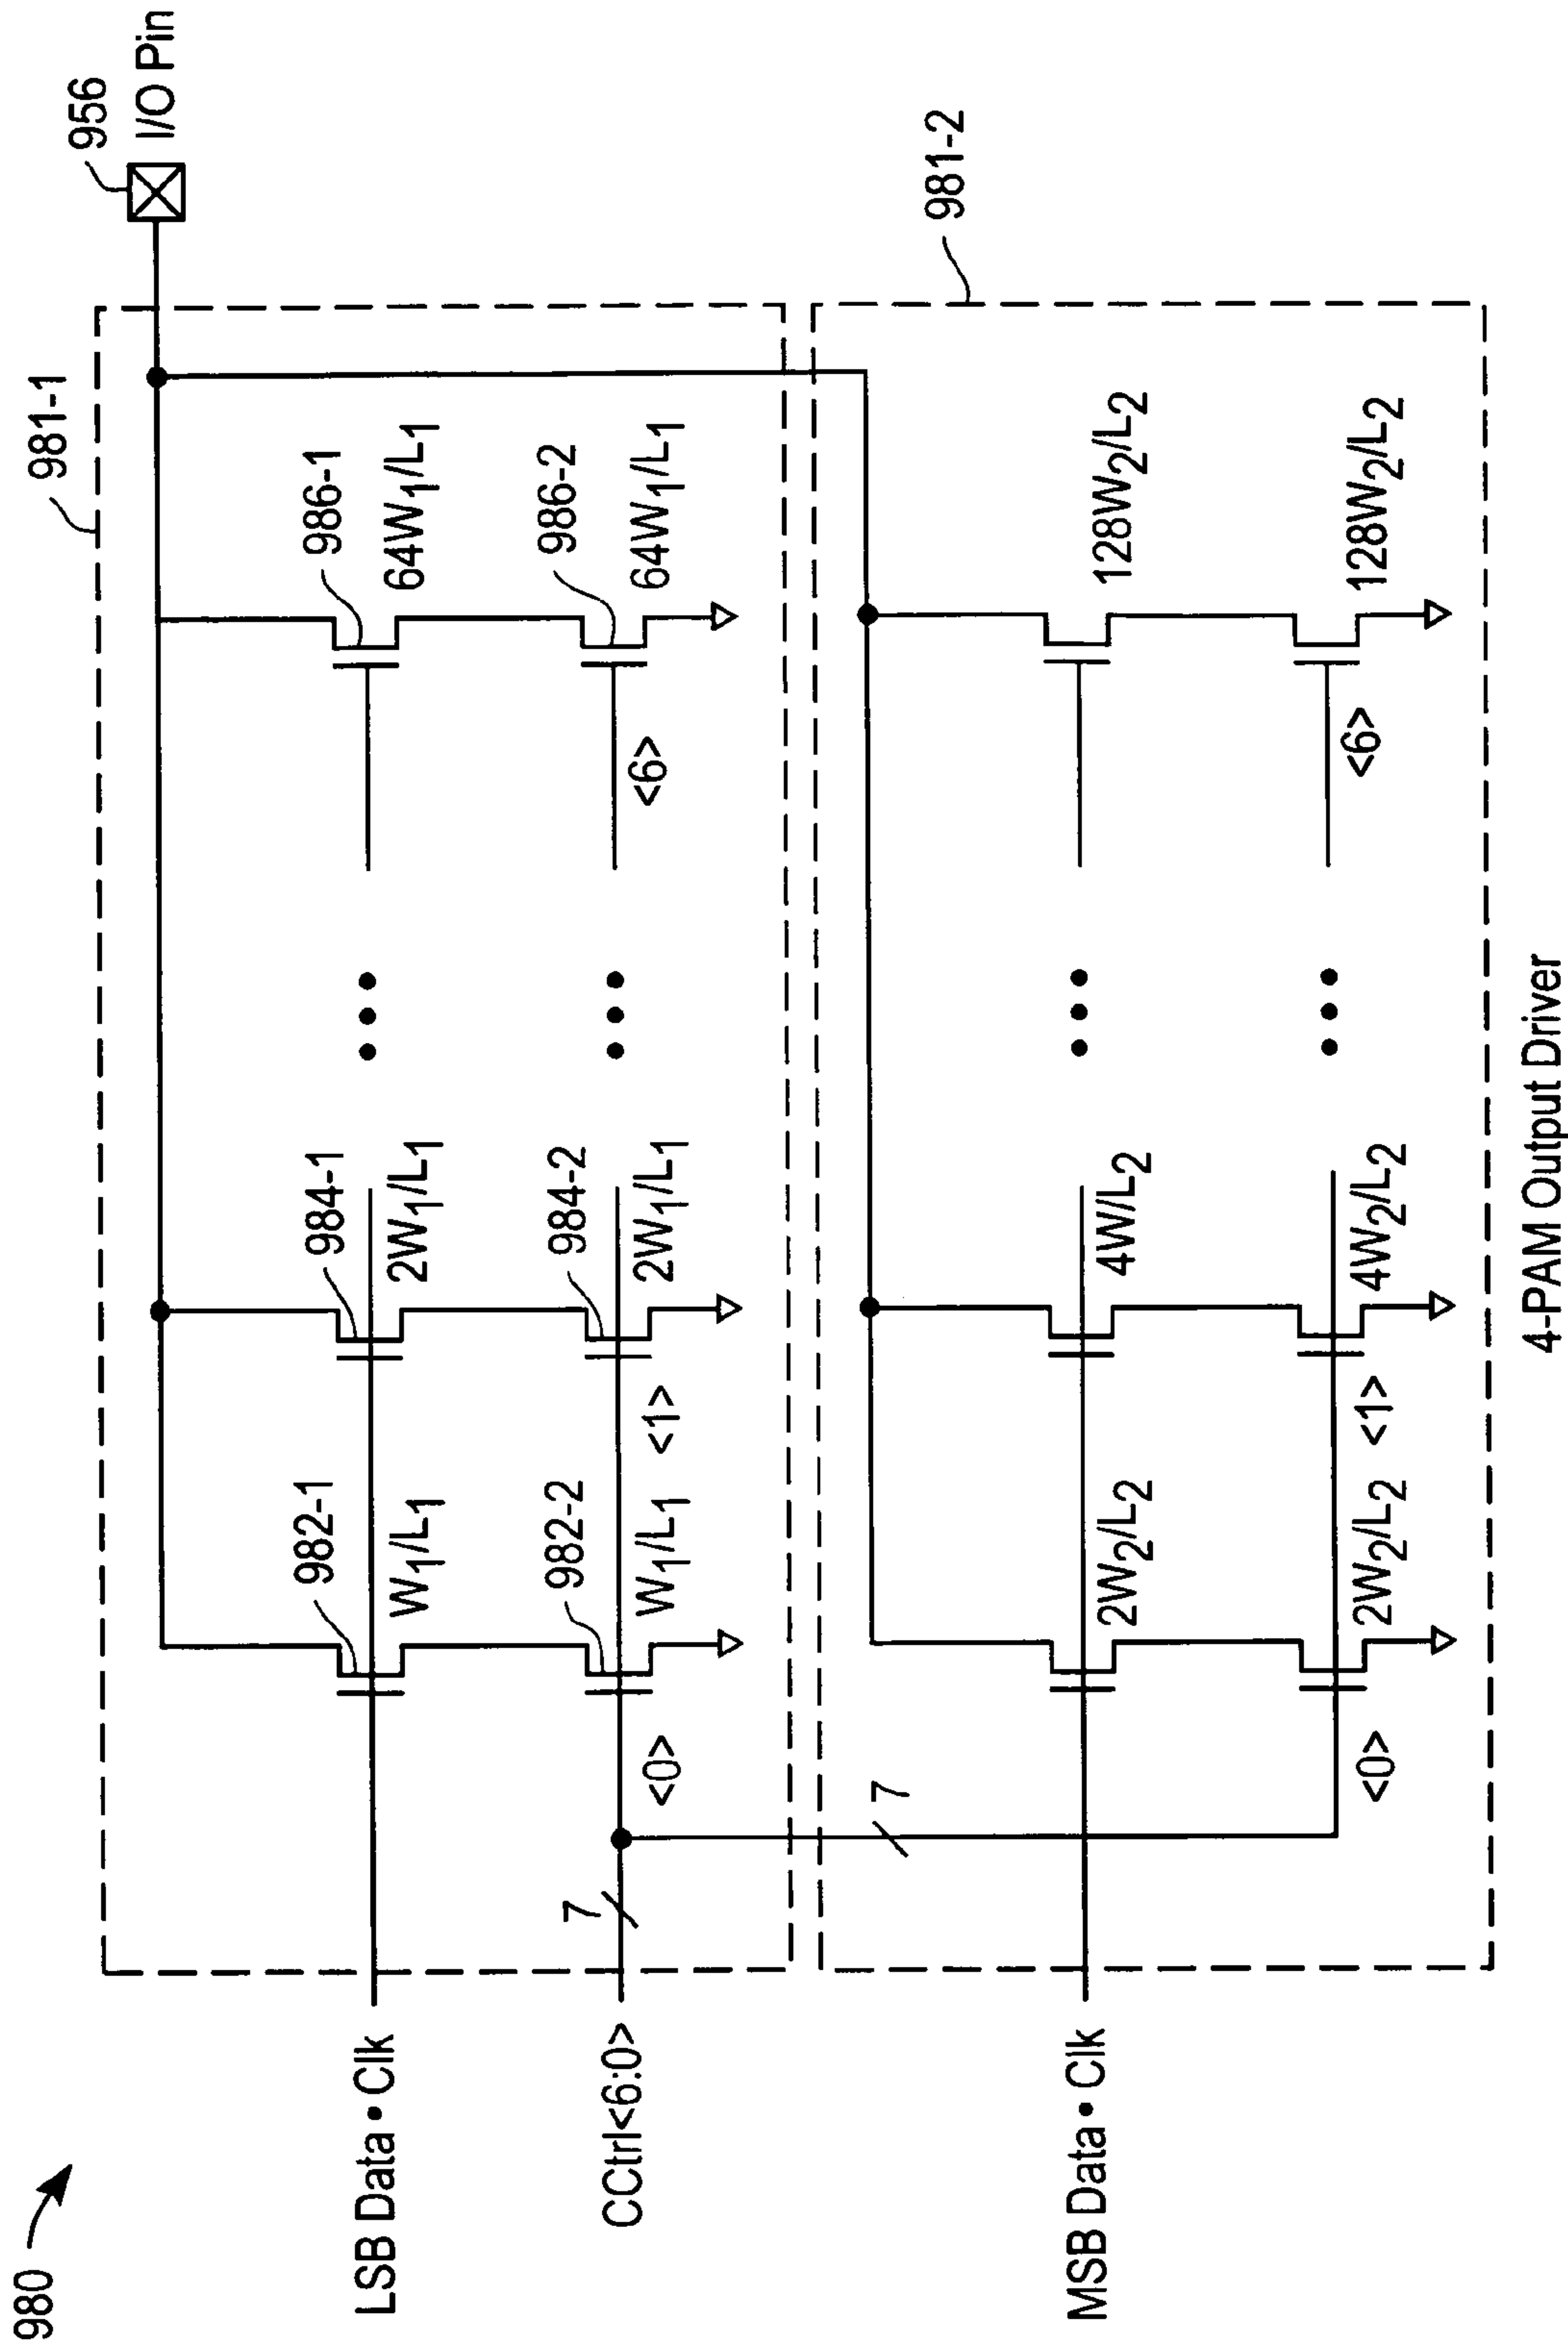 980
981-1
956
I/O Pin
LSB Data • Clk
982-1
W1/L1
984-1
2W1/L1
• • •
986-1
64W1/L1
CCtrl<6:0>
7
<0>
982-2
W1/L1
<1>
984-2
2W1/L1
• • •
<6>
986-2
64W1/L1
981-2
7
MSB Data • Clk
2W2/L2
4W/L2
• • •
128W2/L2
<0>
2W2/L2
<1>
4W2/L2
• • •
<6>
128W2/L2
4-PAM Output Driver